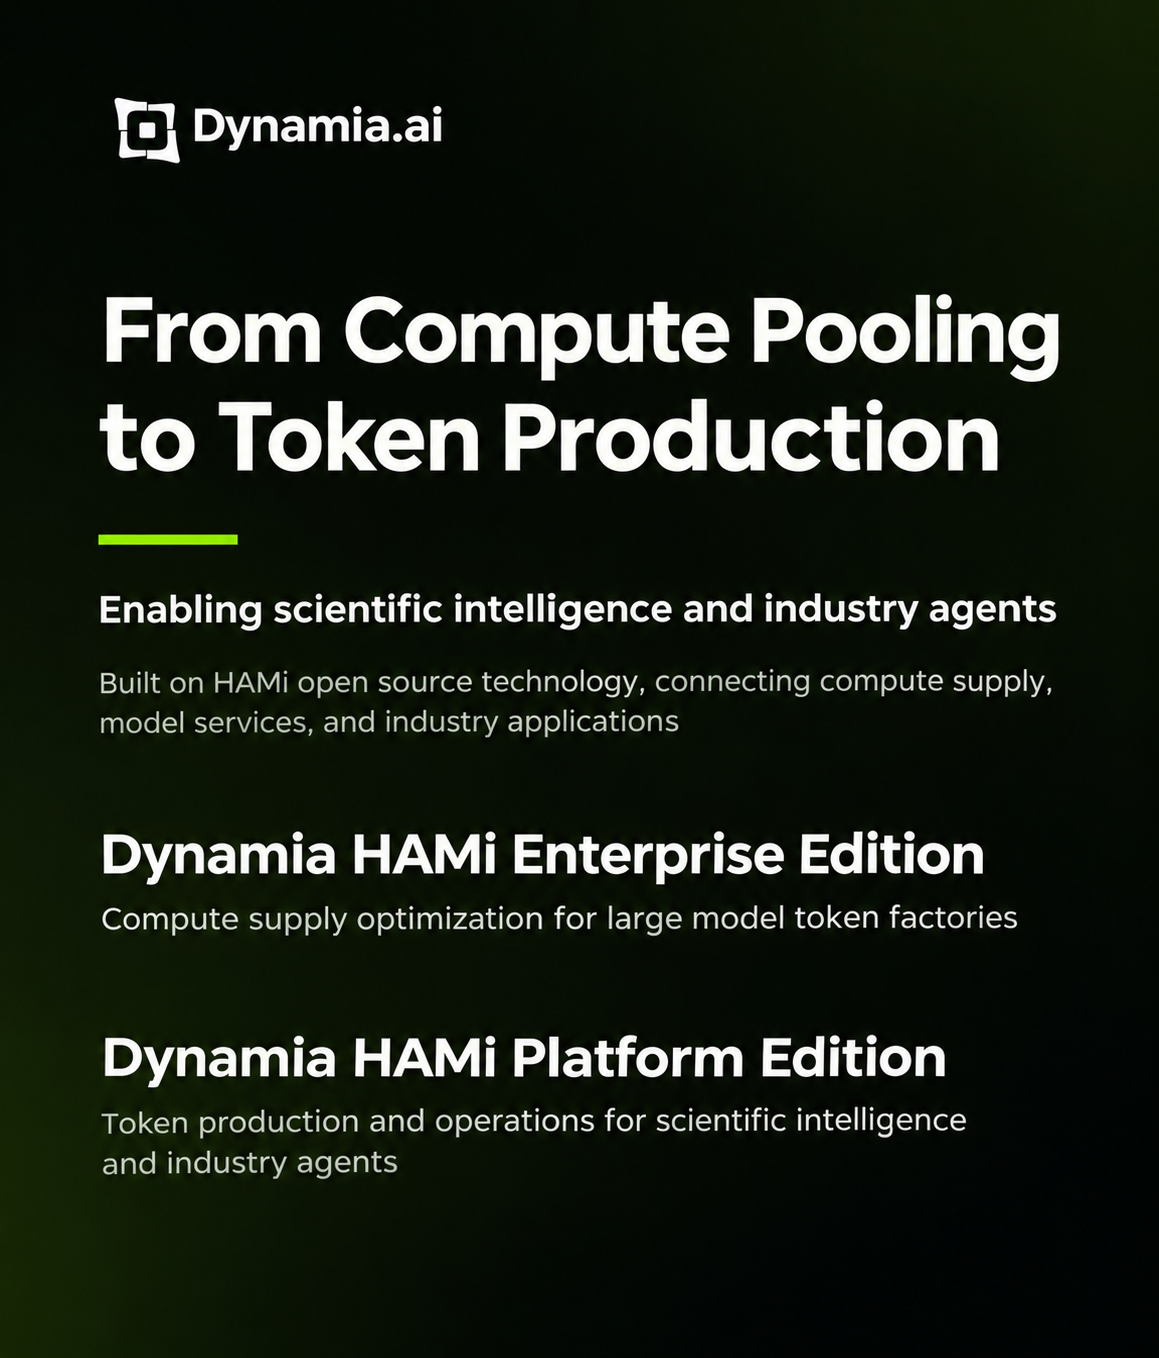 Dynamia.ai
From Compute Pooling
to Token Production
Enabling scientific intelligence and industry agents
Built on HAMi open source technology, connecting compute supply,
model services, and industry applications
Dynamia HAMi Enterprise Edition
Compute supply optimization for large model token factories
Dynamia HAMi Platform Edition
Token production and operations for scientific intelligence
and industry agents